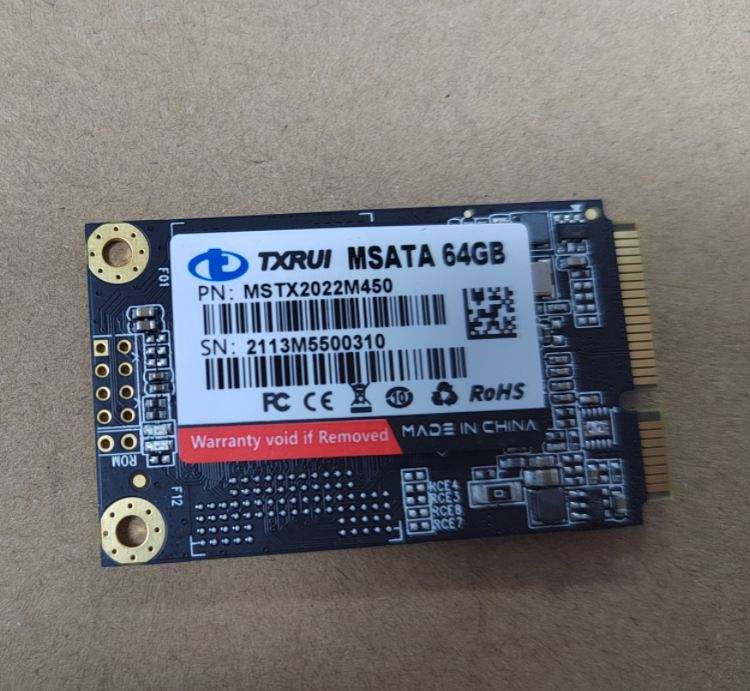 TXRUI MSATA 64GB
PN: MSTX2022M450
SN: 2113M5500310
FC CE 10 RoHS
Warranty void if Removed
MADE IN CHINA
F01
ROM
F12
RCE4
RCE3
RCE8
RCE7